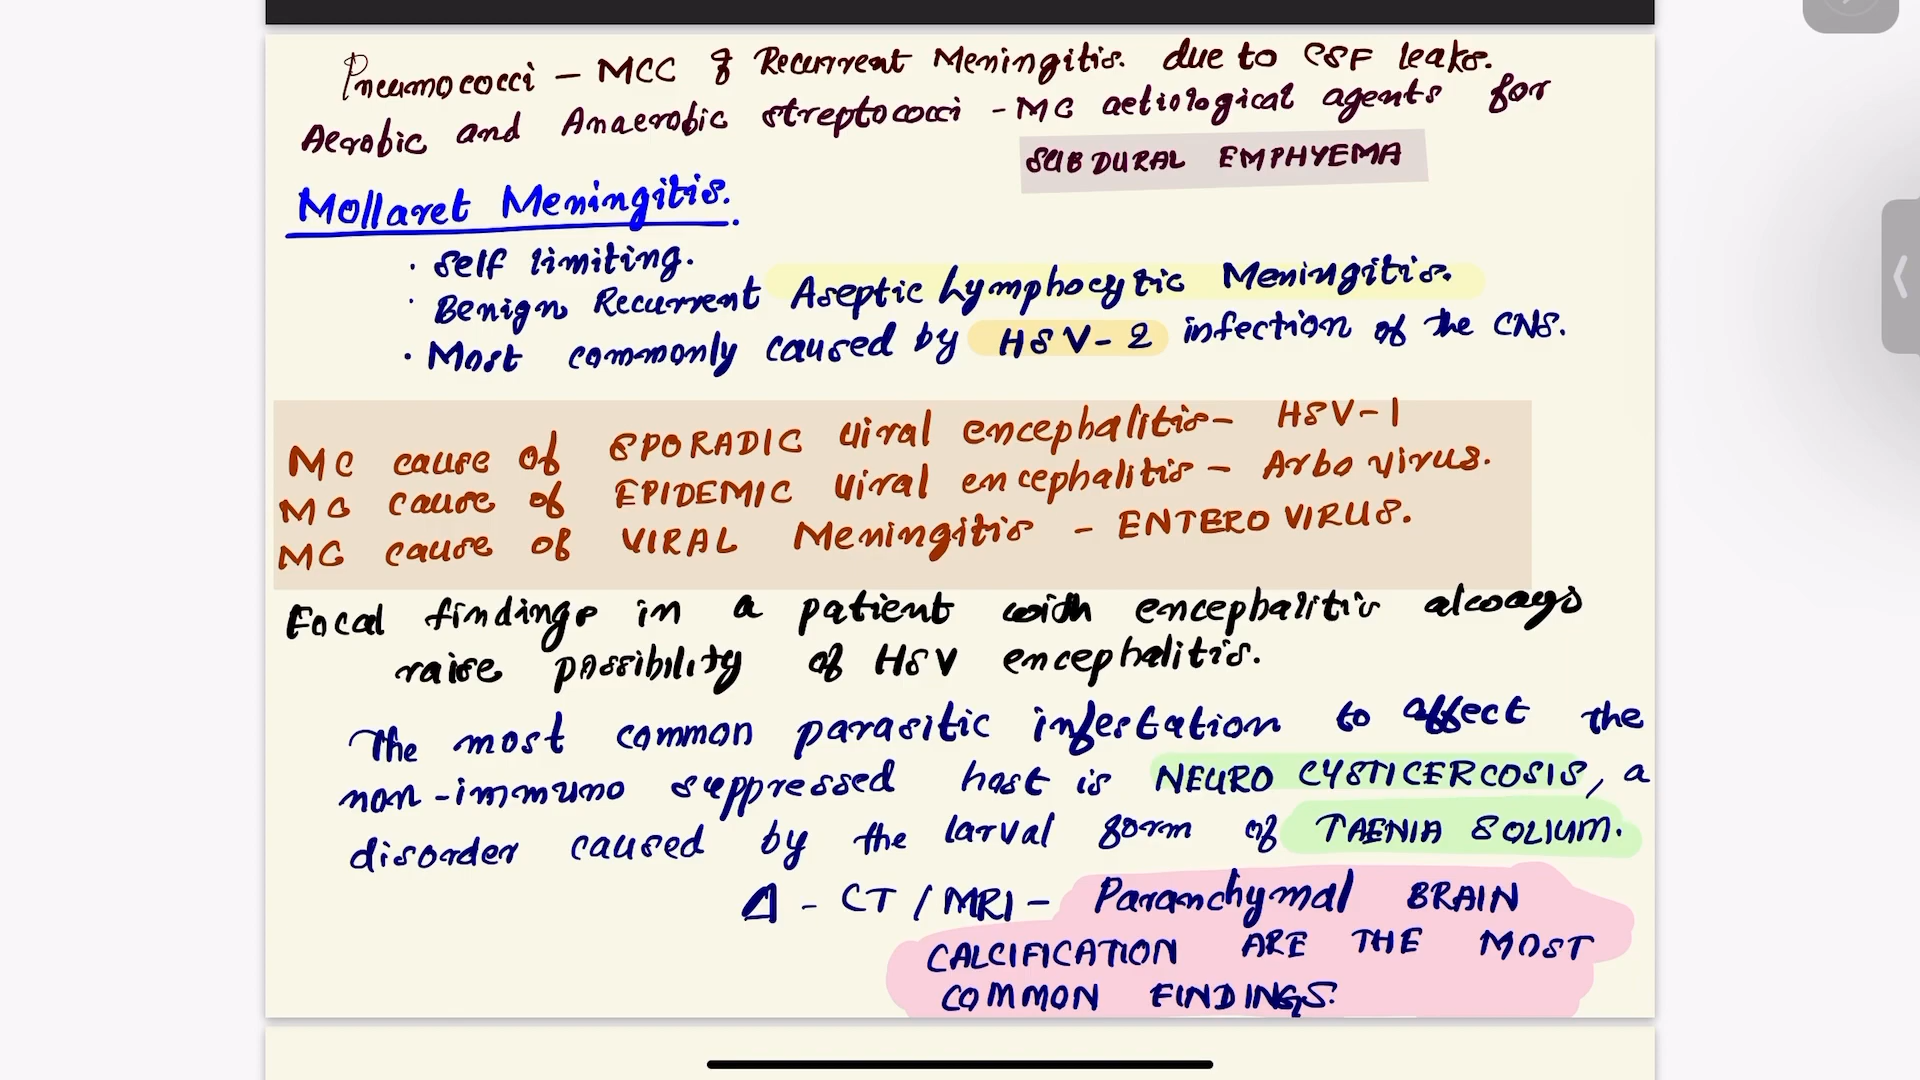 Pneumococci – MCC of Recurrent Meningitis. due to CSF leaks.
Aerobic and Anaerobic streptococci - MC aetiological agents for
SUBDURAL EMPHYEMA
Mollaret Meningitis.
· Self limiting.
· Benign Recurrent Aseptic Lymphocytic Meningitis.
· Most commonly caused by HSV-2 infection of the CNS.
MC cause of SPORADIC viral encephalitis – HSV-1
MC cause of EPIDEMIC viral encephalitis – Arbo virus.
MC cause of VIRAL Meningitis - ENTERO VIRUS.
Focal findings in a patient with encephalitis always
raise possibility of HSV encephalitis.
The most common parasitic infestation to affect the
non-immuno suppressed host is NEURO CYSTICERCOSIS, a
disorder caused by the larval form of TAENIA SOLIUM.
Δ - CT / MRI – Paranchymal BRAIN
CALCIFICATION ARE THE MOST
COMMON FINDINGS.